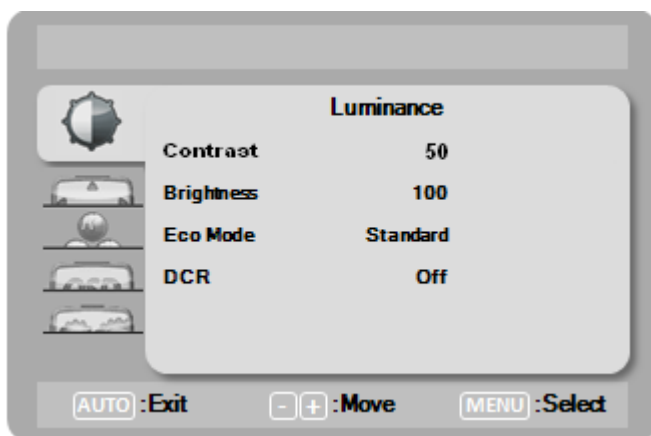 Luminance
Contrast 50
Brightness 100
Eco Mode Standard
DCR Off
AUTO :Exit - + :Move MENU :Select